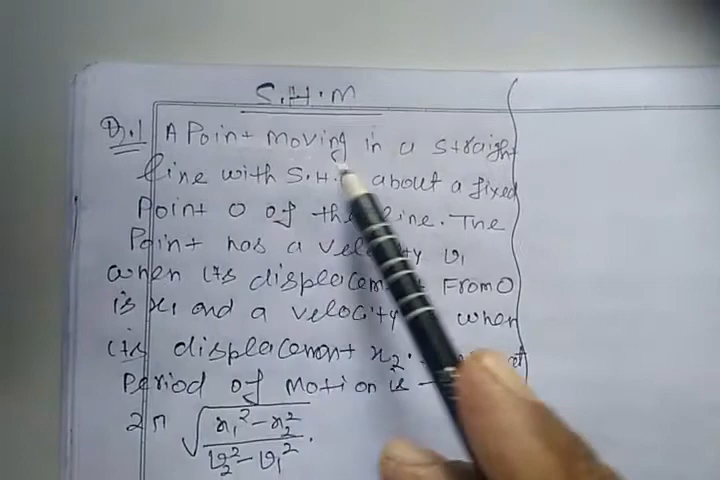 S.H.M
Q.1 A Point moving in a straight
line with S.H. about a fixed
Point O of the line. The
Point has a velocity v₁
when its displacement From O
is x₁ and a velocity when
its displacement x₂.
Period of Motion is
2π √(x₁² - x₂² / v₂² - v₁²).